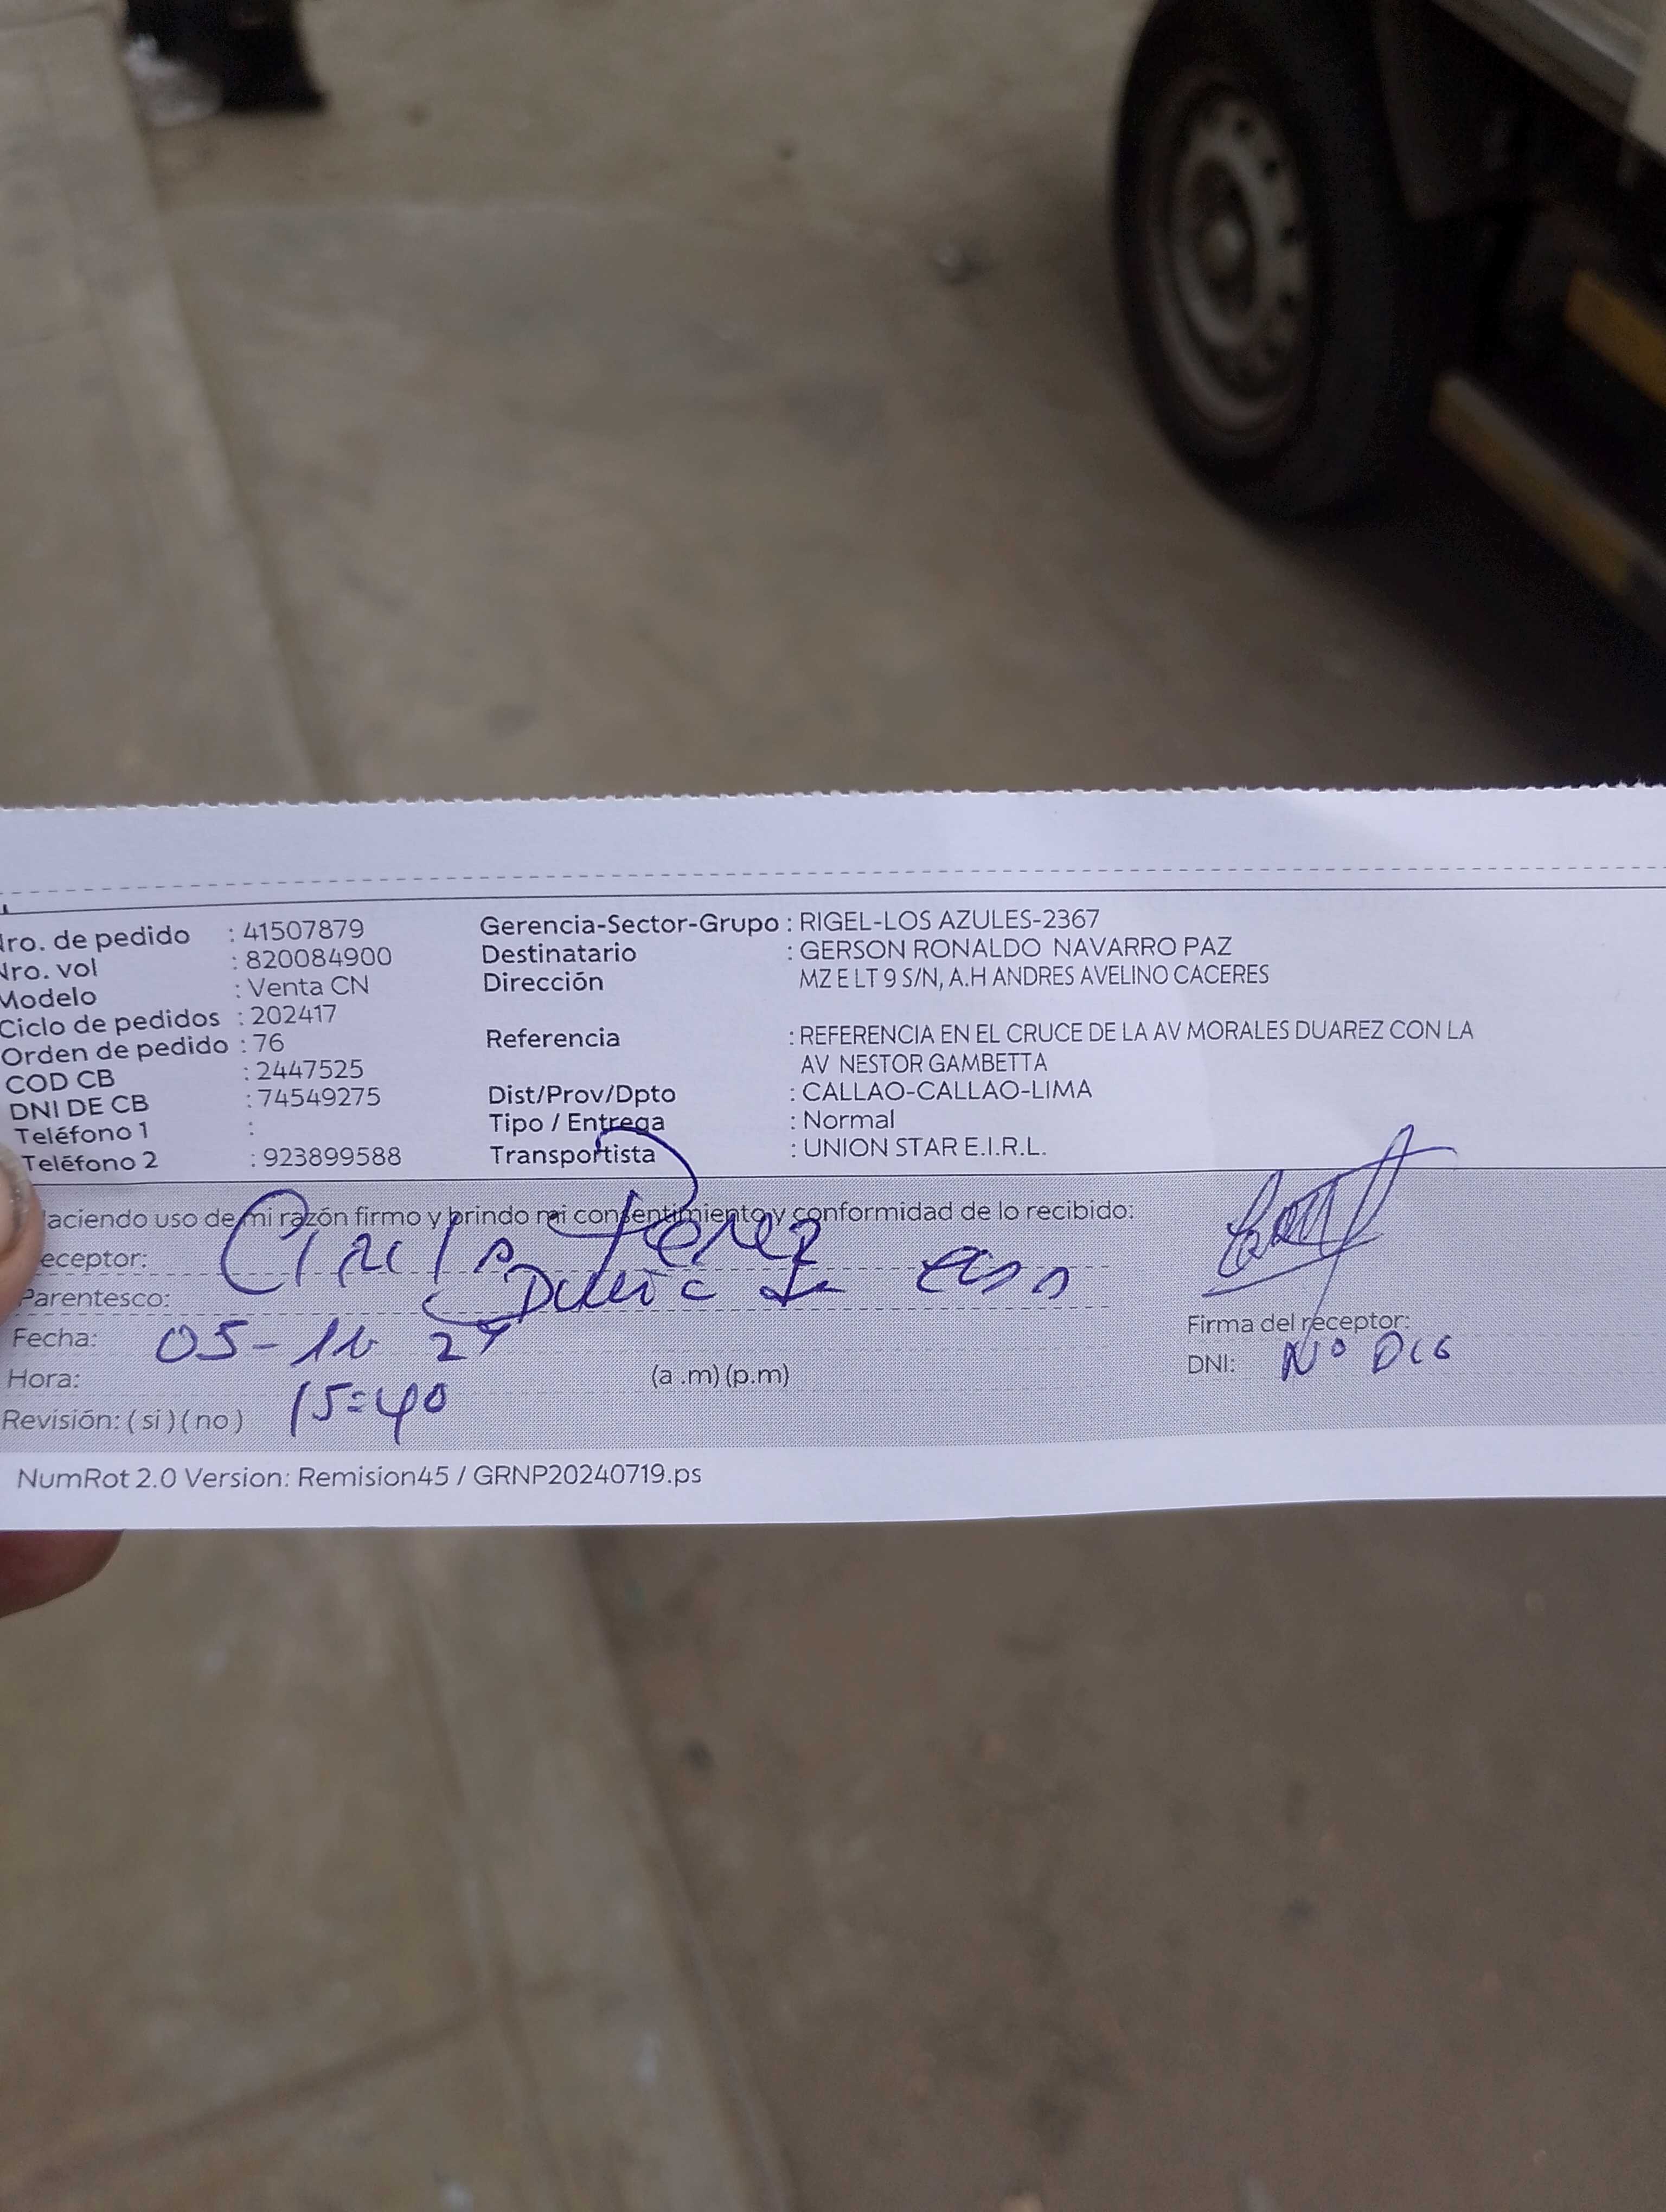 Nro. de pedido : 41507879 Gerencia-Sector-Grupo : RIGEL-LOS AZULES-2367
Nro. vol : 820084900 Destinatario : GERSON RONALDO NAVARRO PAZ
Modelo : Venta CN Dirección MZ E LT 9 S/N, A.H ANDRES AVELINO CACERES
Ciclo de pedidos : 202417
Orden de pedido : 76 Referencia : REFERENCIA EN EL CRUCE DE LA AV MORALES DUAREZ CON LA
AV NESTOR GAMBETTA
COD CB : 2447525
DNI DE CB : 74549275 Dist/Prov/Dpto : CALLAO-CALLAO-LIMA
Teléfono 1 : Tipo / Entrega : Normal
Teléfono 2 : 923899588 Transportista : UNION STAR E.I.R.L.
Haciendo uso de mi razón firmo y brindo mi consentimiento y conformidad de lo recibido:
Receptor: Perez
Parentesco:
Fecha: 05-
Firma del receptor:
DNI: No
Hora: (a .m) (p.m)
Revisión: ( si ) ( no ) 15:40
NumRot 2.0 Version: Remision45 / GRNP20240719.ps